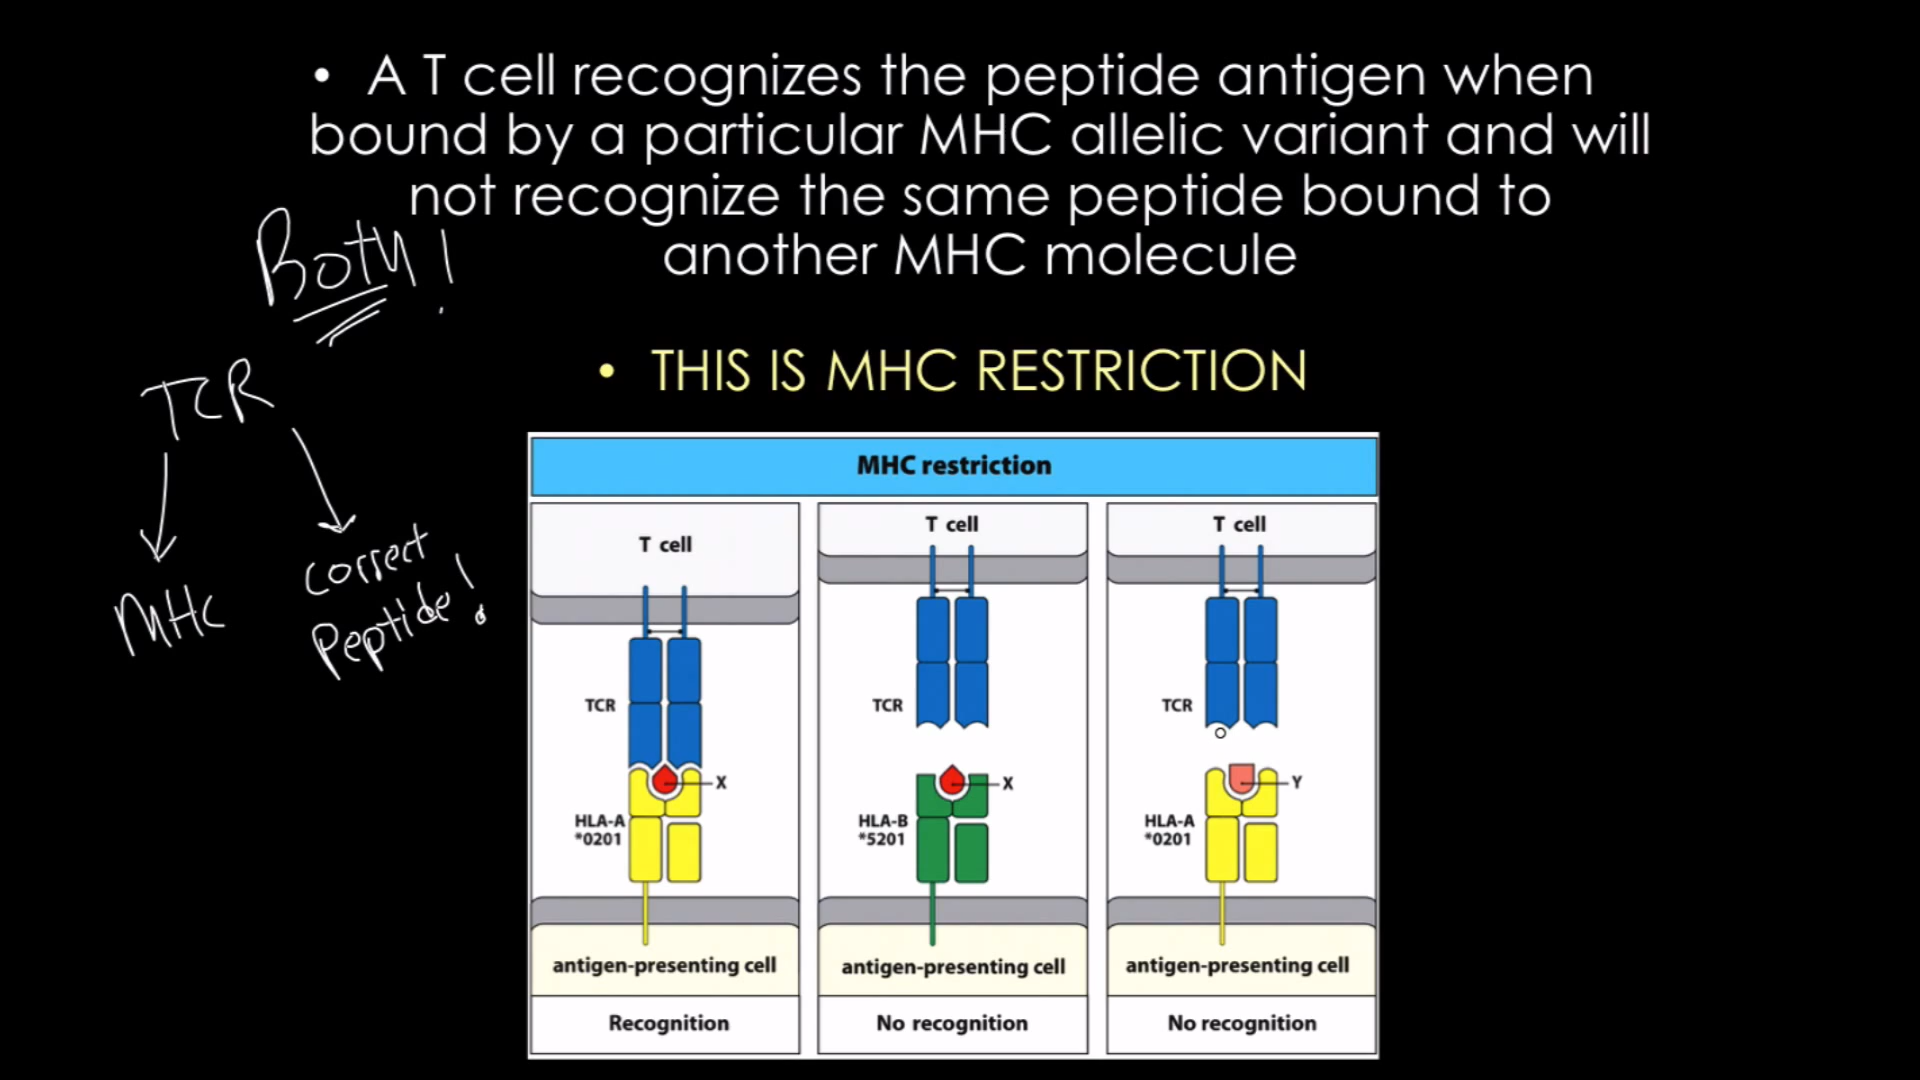 • A T cell recognizes the peptide antigen when
bound by a particular MHC allelic variant and will
not recognize the same peptide bound to
another MHC molecule
Both!
• THIS IS MHC RESTRICTION
TCR
MHC
correct
Peptide!
MHC restriction
T cell
TCR
X
HLA-A
*0201
antigen-presenting cell
Recognition
T cell
TCR
X
HLA-B
*5201
antigen-presenting cell
No recognition
T cell
TCR
Y
HLA-A
*0201
antigen-presenting cell
No recognition